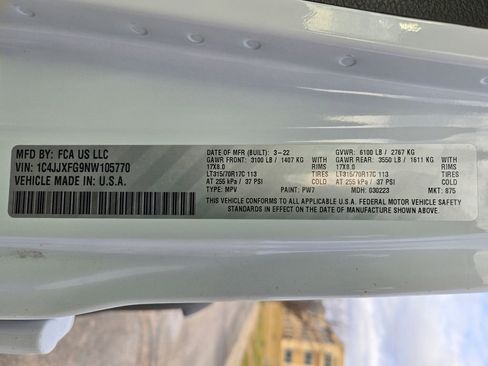 MFD BY: FCA US LLC
VIN: 1C4JJXFG9NW105770
VEHICLE MADE IN: U.S.A.
DATE OF MFR (BUILT): 3-22 GVWR: 6100 LB / 2767 KG
GAWR FRONT: 3100 LB / 1407 KG WITH GAWR REAR: 3550 LB / 1611 KG WITH
17X8.0 RIMS 17X8.0 RIMS
LT315/70R17C 113 TIRES LT315/70R17C 113 TIRES
AT 255 kPa / 37 PSI COLD AT 255 kPa / 37 PSI COLD
TYPE: MPV PAINT: PW7 MDH: 030223 MKT: 875
THIS VEHICLE CONFORMS TO ALL APPLICABLE U.S.A. FEDERAL MOTOR VEHICLE SAFETY
STANDARDS IN EFFECT ON THE DATE OF MANUFACTURE SHOWN ABOVE.